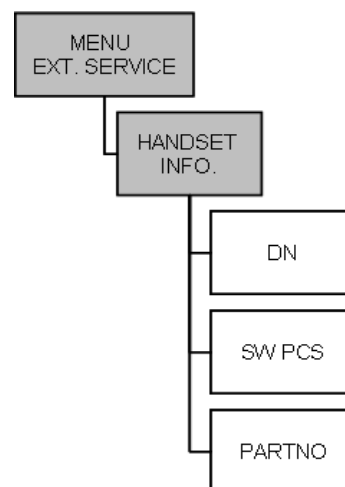 MENU
EXT. SERVICE
HANDSET
INFO.
DN
SW PCS
PARTNO